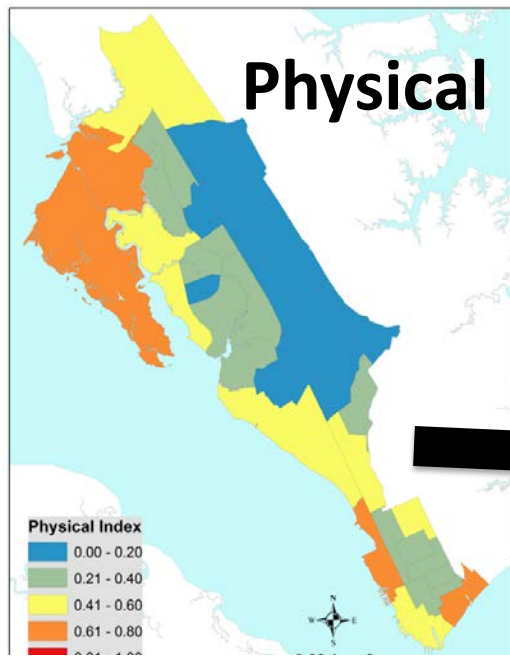 Physical
Physical Index
0.00 - 0.20
0.21 - 0.40
0.41 - 0.60
0.61 - 0.80
N
W E
S